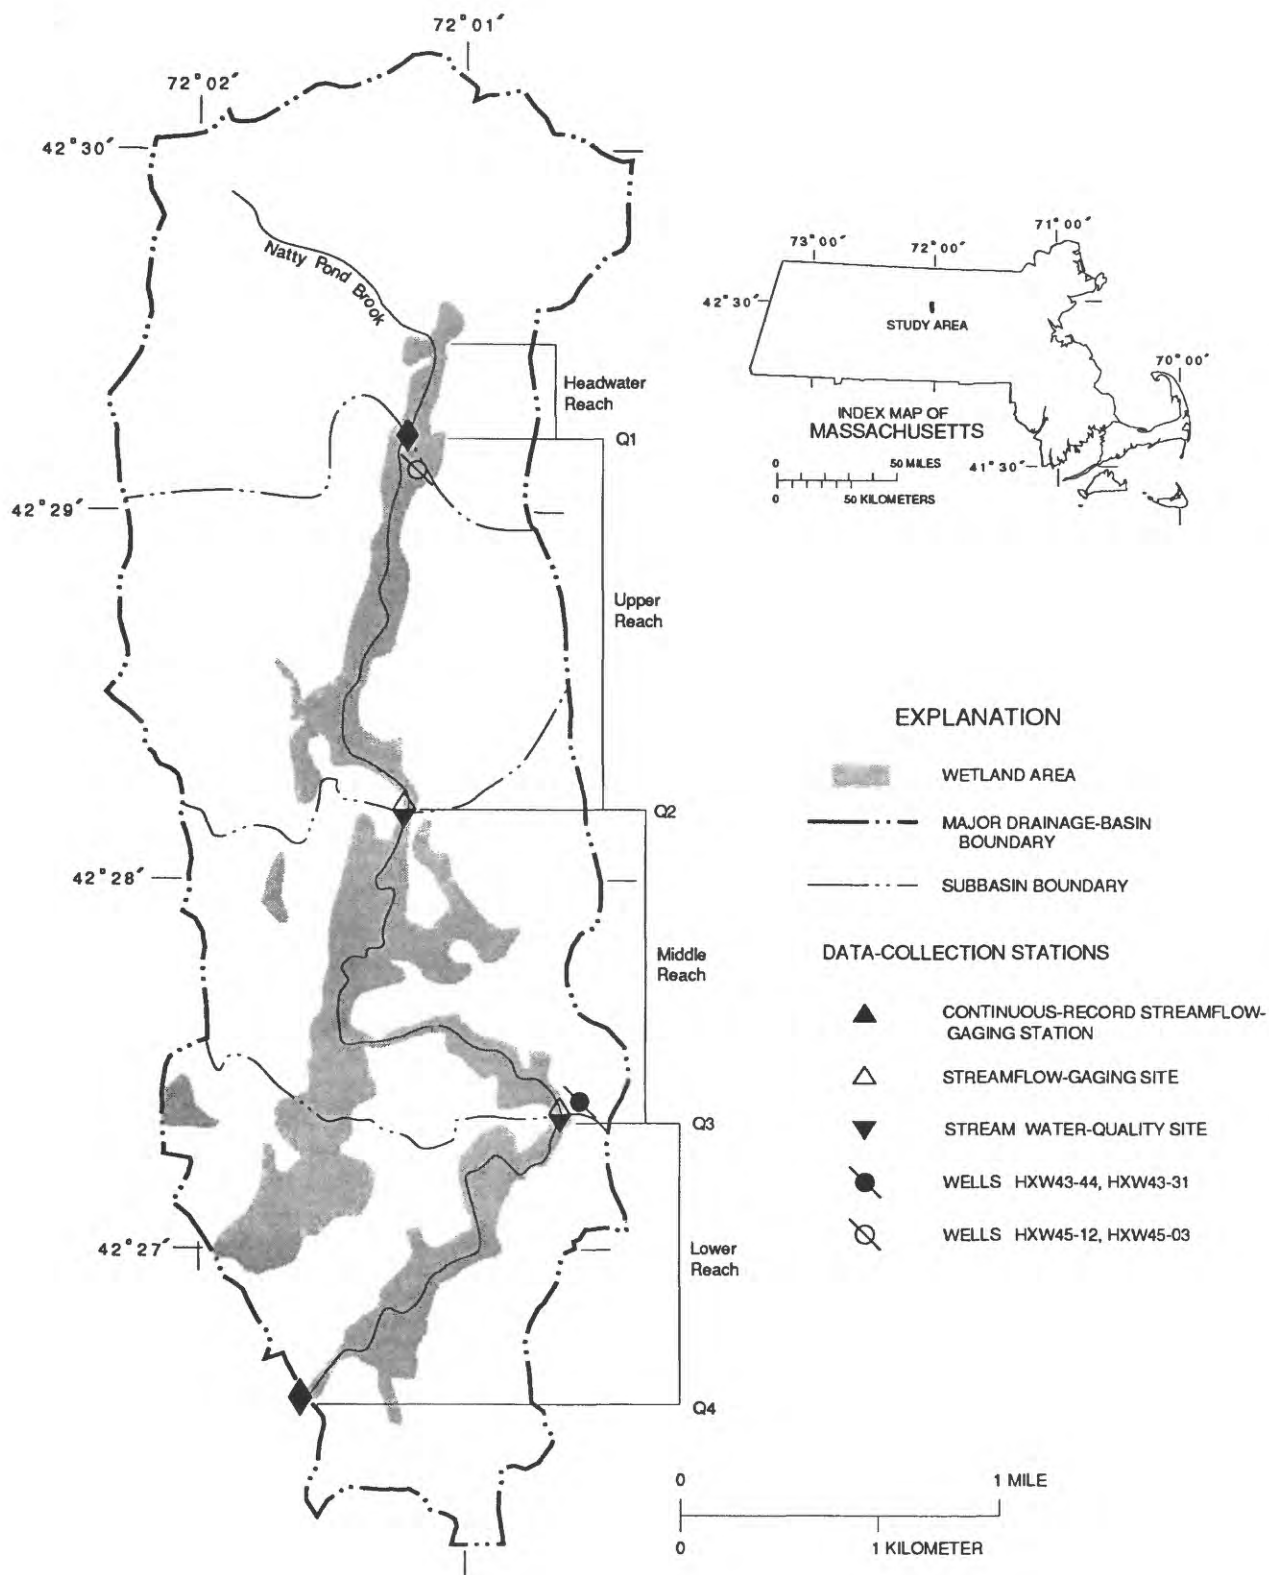 72°01′
72°02′
42°30′
Natty Pond Brook
Headwater
Reach
Q1
42°29′
Upper
Reach
Q2
42°28′
Middle
Reach
Q3
42°27′
Lower
Reach
Q4
71°00′
73°00′
72°00′
42°30′
STUDY AREA
70°00′
INDEX MAP OF
MASSACHUSETTS
0 50 MILES
0 50 KILOMETERS
41°30′
EXPLANATION
WETLAND AREA
MAJOR DRAINAGE-BASIN
BOUNDARY
SUBBASIN BOUNDARY
DATA-COLLECTION STATIONS
CONTINUOUS-RECORD STREAMFLOW-
GAGING STATION
STREAMFLOW-GAGING SITE
STREAM WATER-QUALITY SITE
WELLS HXW43-44, HXW43-31
WELLS HXW45-12, HXW45-03
0 1 MILE
0 1 KILOMETER